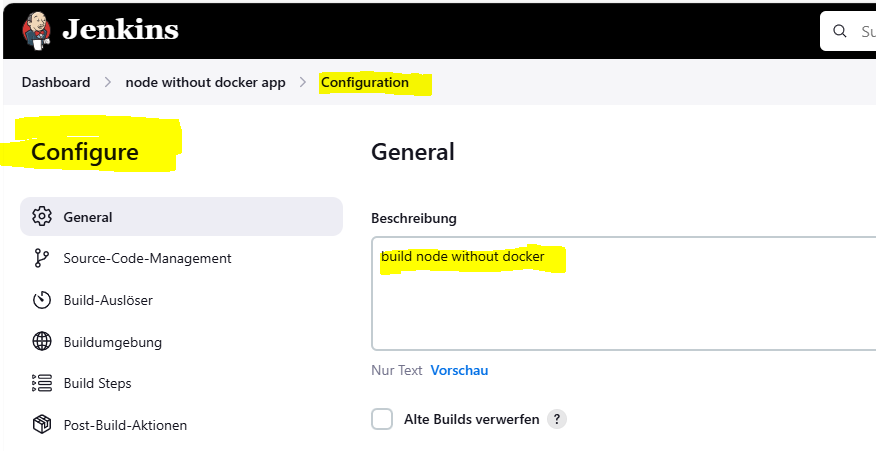 Jenkins
Su
Dashboard > node without docker app > Configuration
Configure
General
Source-Code-Management
Build-Auslöser
Buildumgebung
Build Steps
Post-Build-Aktionen
General
Beschreibung
build node without docker
Nur Text Vorschau
Alte Builds verwerfen ?